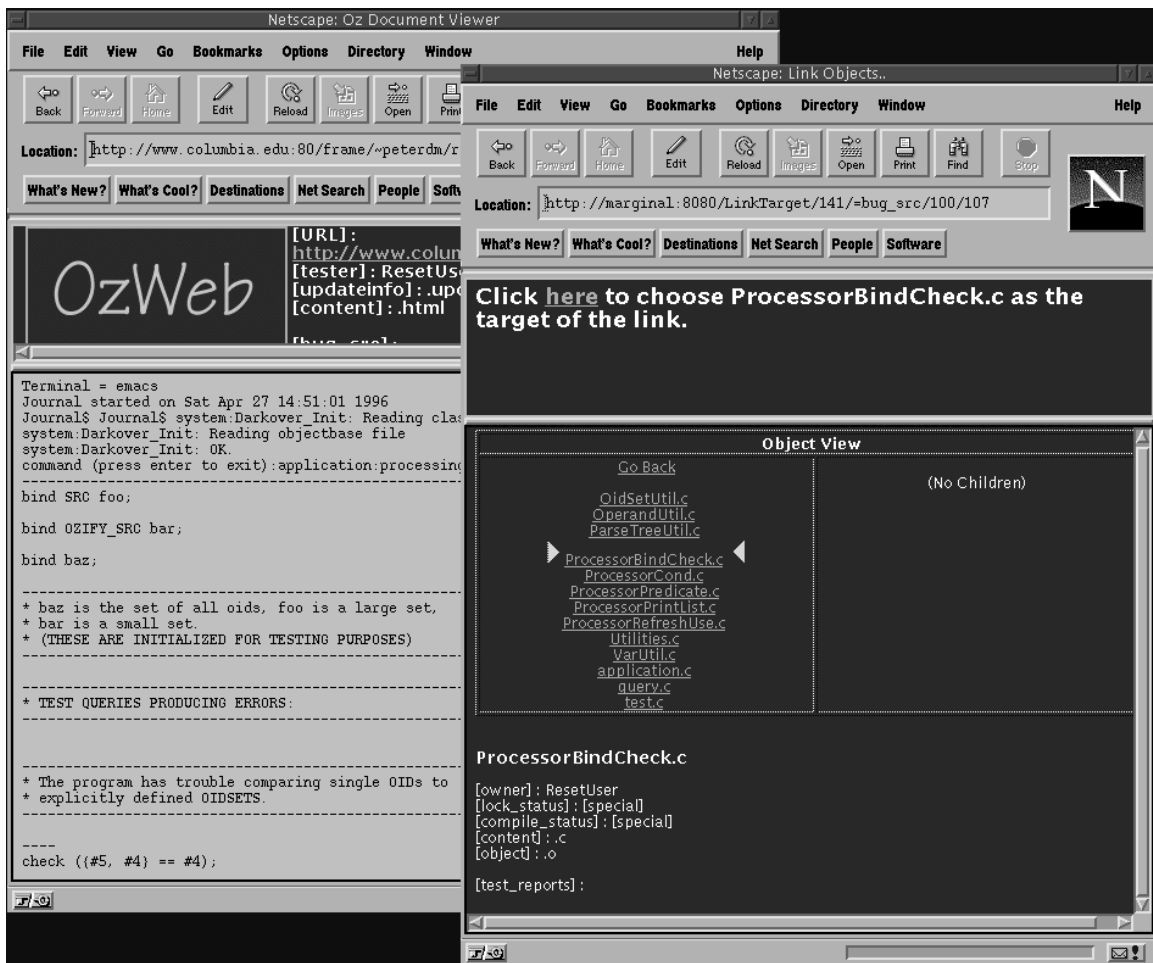 Netscape: Oz Document Viewer
File Edit View Go Bookmarks Options Directory Window Help
Back Forward Home Edit Reload Images Open
Location: http://www.columbia.edu:80/frame/~peterdm/r
What's New? What's Cool? Destinations Net Search People
OzWeb
[URL]:
http://www.colum
[tester]: ResetUs
[updateinfo]: .up
[content]: .html
Terminal = emacs
Journal started on Sat Apr 27 14:51:01 1996
Journal$ Journal$ system:Darkover_Init: Reading clas
system:Darkover_Init: Reading objectbase file
system:Darkover_Init: OK.
command (press enter to exit):application:processing
bind SRC foo;
bind OZIFY_SRC bar;
bind baz;
* baz is the set of all oids, foo is a large set,
* bar is a small set.
* (THESE ARE INITIALIZED FOR TESTING PURPOSES)
* TEST QUERIES PRODUCING ERRORS:
* The program has trouble comparing single OIDs to
* explicitly defined OIDSETS.
----
check ({#5, #4} == #4);
Netscape: Link Objects..
File Edit View Go Bookmarks Options Directory Window Help
Back Forward Home Edit Reload Images Open Print Find Stop
N
Location: http://marginal:8080/LinkTarget/141/=bug_src/100/107
What's New? What's Cool? Destinations Net Search People Software
Click here to choose ProcessorBindCheck.c as the
target of the link.
Object View
Go Back
OidSetUtil.c
OperandUtil.c
ParseTreeUtil.c
ProcessorBindCheck.c
ProcessorCond.c
ProcessorPredicate.c
ProcessorPrintList.c
ProcessorRefreshUse.c
Utilities.c
VarUtil.c
application.c
query.c
test.c
(No Children)
ProcessorBindCheck.c
[owner] : ResetUser
[lock_status] : [special]
[compile_status] : [special]
[content] : .c
[object] : .o
[test_reports] :